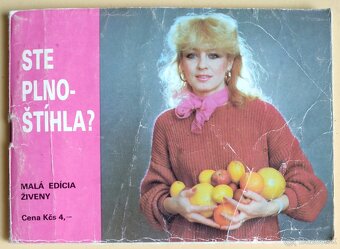 STE
PLNO-
ŠTÍHLA?
MALÁ EDÍCIA
ŽIVENY
Cena Kčs 4,–